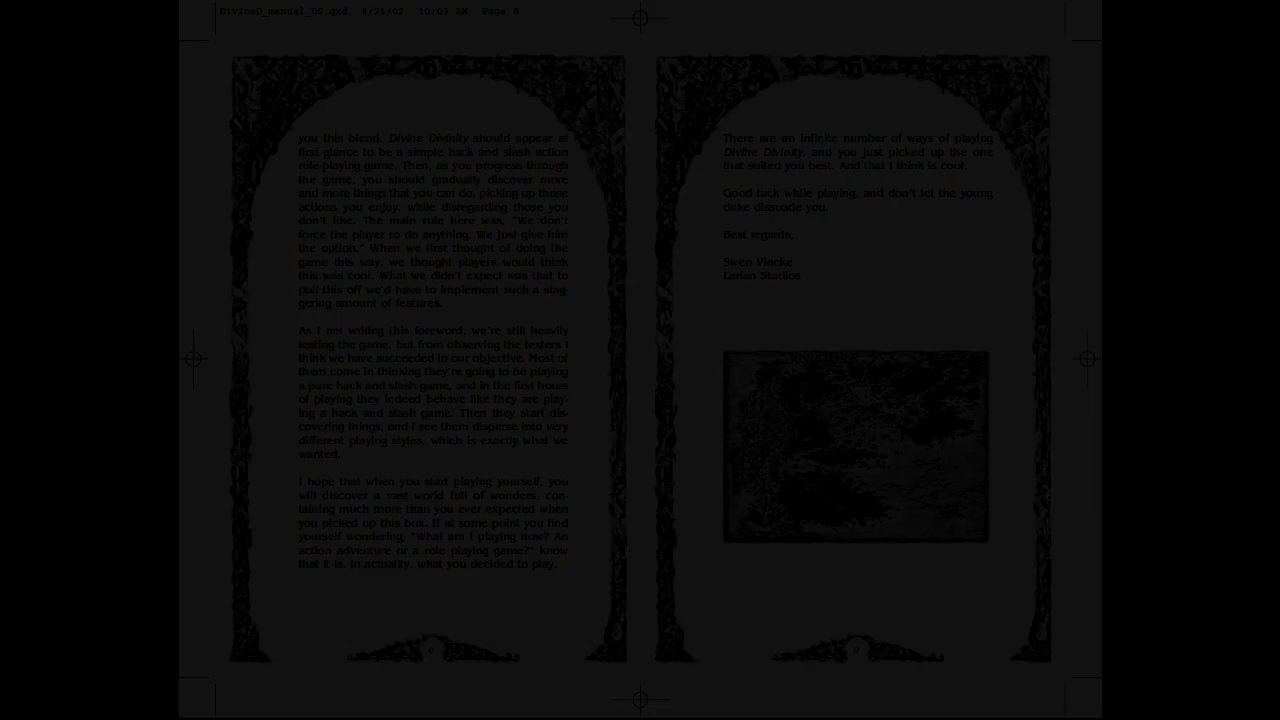 DivineD_manual_US.qxd 8/21/02 10:03 AM Page 8
you this blend, Divine Divinity should appear at
first glance to be a simple hack and slash action
role-playing game. Then, as you progress through
the game, you should gradually discover more
and more things that you can do, picking up those
actions you enjoy, while disregarding those you
don't like. The main rule here was, "We don't
force the player to do anything. We just give him
the option." When we first thought of doing the
game this way, we thought players would think
this was cool. What we didn't expect was that to
pull this off we'd have to implement such a stag-
gering amount of features.
As I am writing this foreword, we're still heavily
testing the game, but from observing the testers I
think we have succeeded in our objective. Most of
them come in thinking they're going to be playing
a pure hack and slash game, and in the first hours
of playing they indeed behave like they are play-
ing a hack and slash game. Then they start dis-
covering things, and I see them disperse into very
different playing styles, which is exactly what we
wanted.
I hope that when you start playing yourself, you
will discover a vast world full of wonders, con-
taining much more than you ever expected when
you picked up this box. If at some point you find
yourself wondering, "What am I playing now? An
action adventure or a role playing game?" know
that it is, in actuality, what you decided to play.
There are an infinite number of ways of playing
Divine Divinity, and you just picked up the one
that suited you best. And that I think is cool.
Good luck while playing, and don't let the young
duke dissuade you.
Best regards,
Swen Vincke
Larian Studios